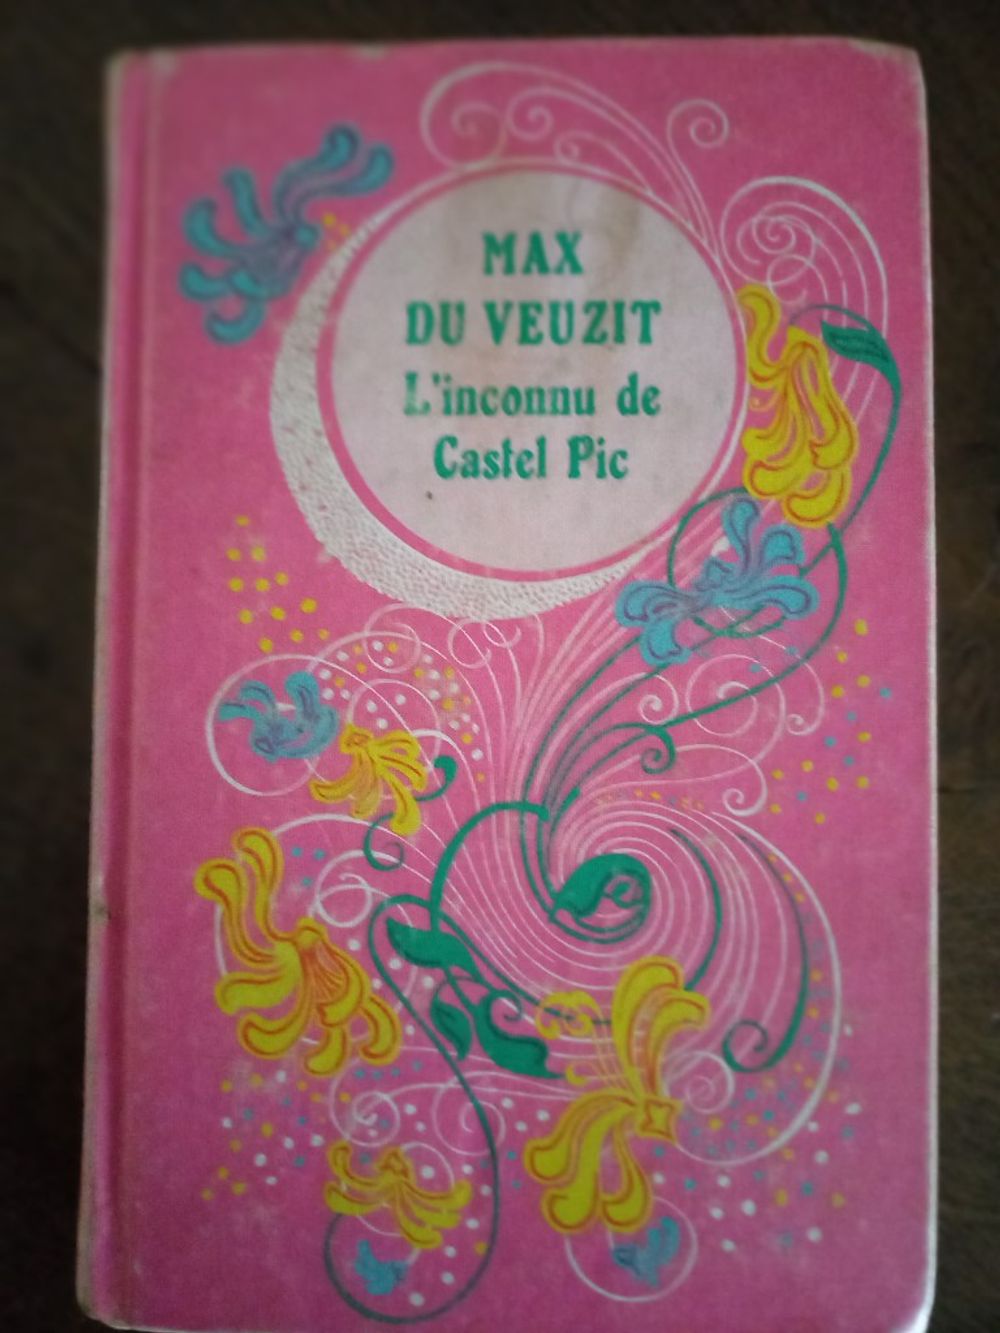 MAX
DU VEUZIT
L'inconnu de
Castel Pic